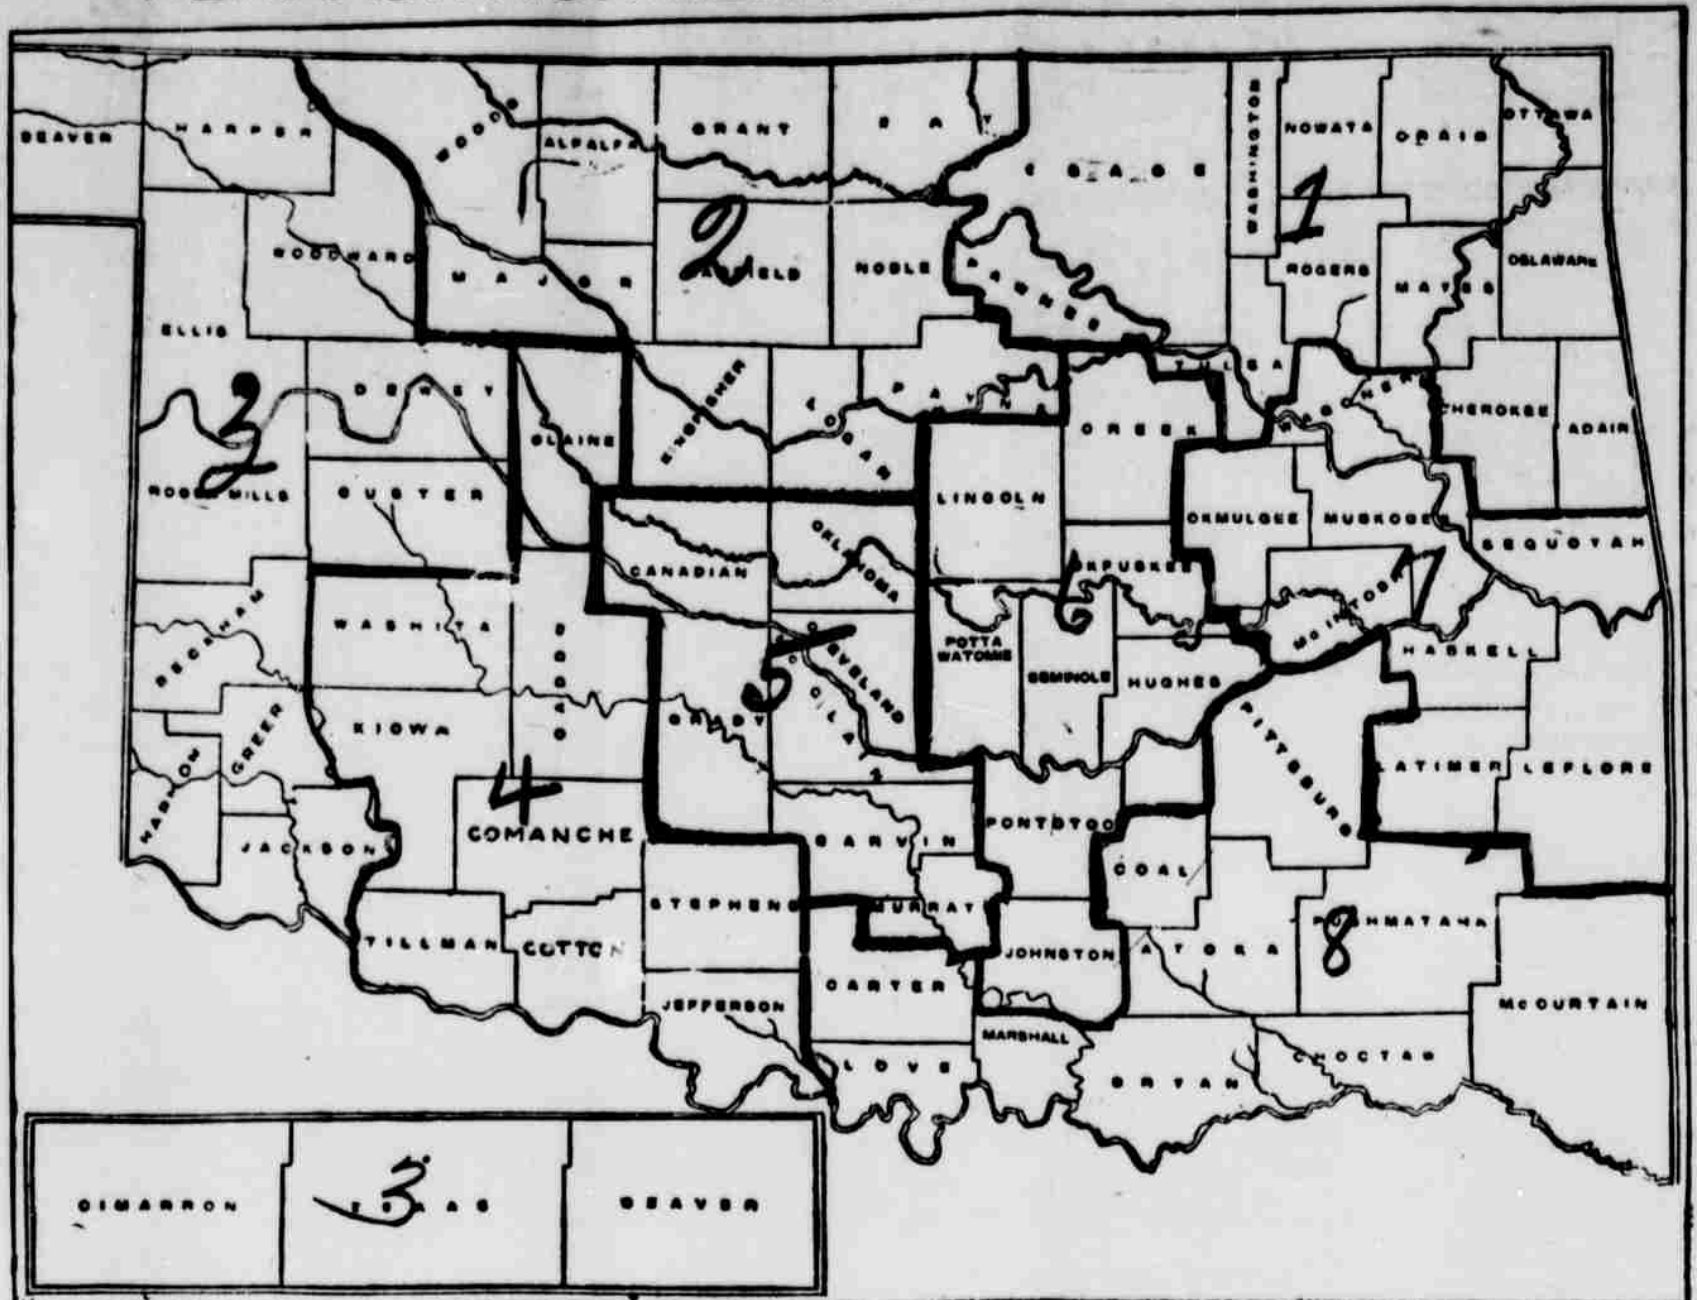 BEAVER
HARPER
WOODS
ALFALFA
GRANT
KAY
OSAGE
WASHINGTON
NOWATA
CRAIG
OTTAWA
1
2
WOODWARD
MAJOR
GARFIELD
NOBLE
PAWNEE
ROGERS
MAYES
DELAWARE
ELLIS
DEWEY
3
BLAINE
KINGFISHER
LOGAN
PAYNE
TULSA
CREEK
WAGONER
CHEROKEE
ADAIR
ROGER MILLS
CUSTER
LINCOLN
OKMULGEE
MUSKOGEE
SEQUOYAH
CANADIAN
OKLAHOMA
OKFUSKEE
6
7
McINTOSH
BECKHAM
WASHITA
CADDO
5
CLEVELAND
POTTA
WATOMIE
SEMINOLE
HUGHES
HASKELL
GREER
KIOWA
GRADY
PITTSBURG
LATIMER
LEFLORE
HARMON
JACKSON
4
COMANCHE
GARVIN
PONTOTOC
COAL
STEPHENS
MURRAY
8
PUSHMATAHA
TILLMAN
COTTON
JOHNSTON
ATOKA
CARTER
JEFFERSON
MARSHALL
McCURTAIN
LOVE
BRYAN
CHOCTAW
CIMARRON
3
TEXAS
BEAVER